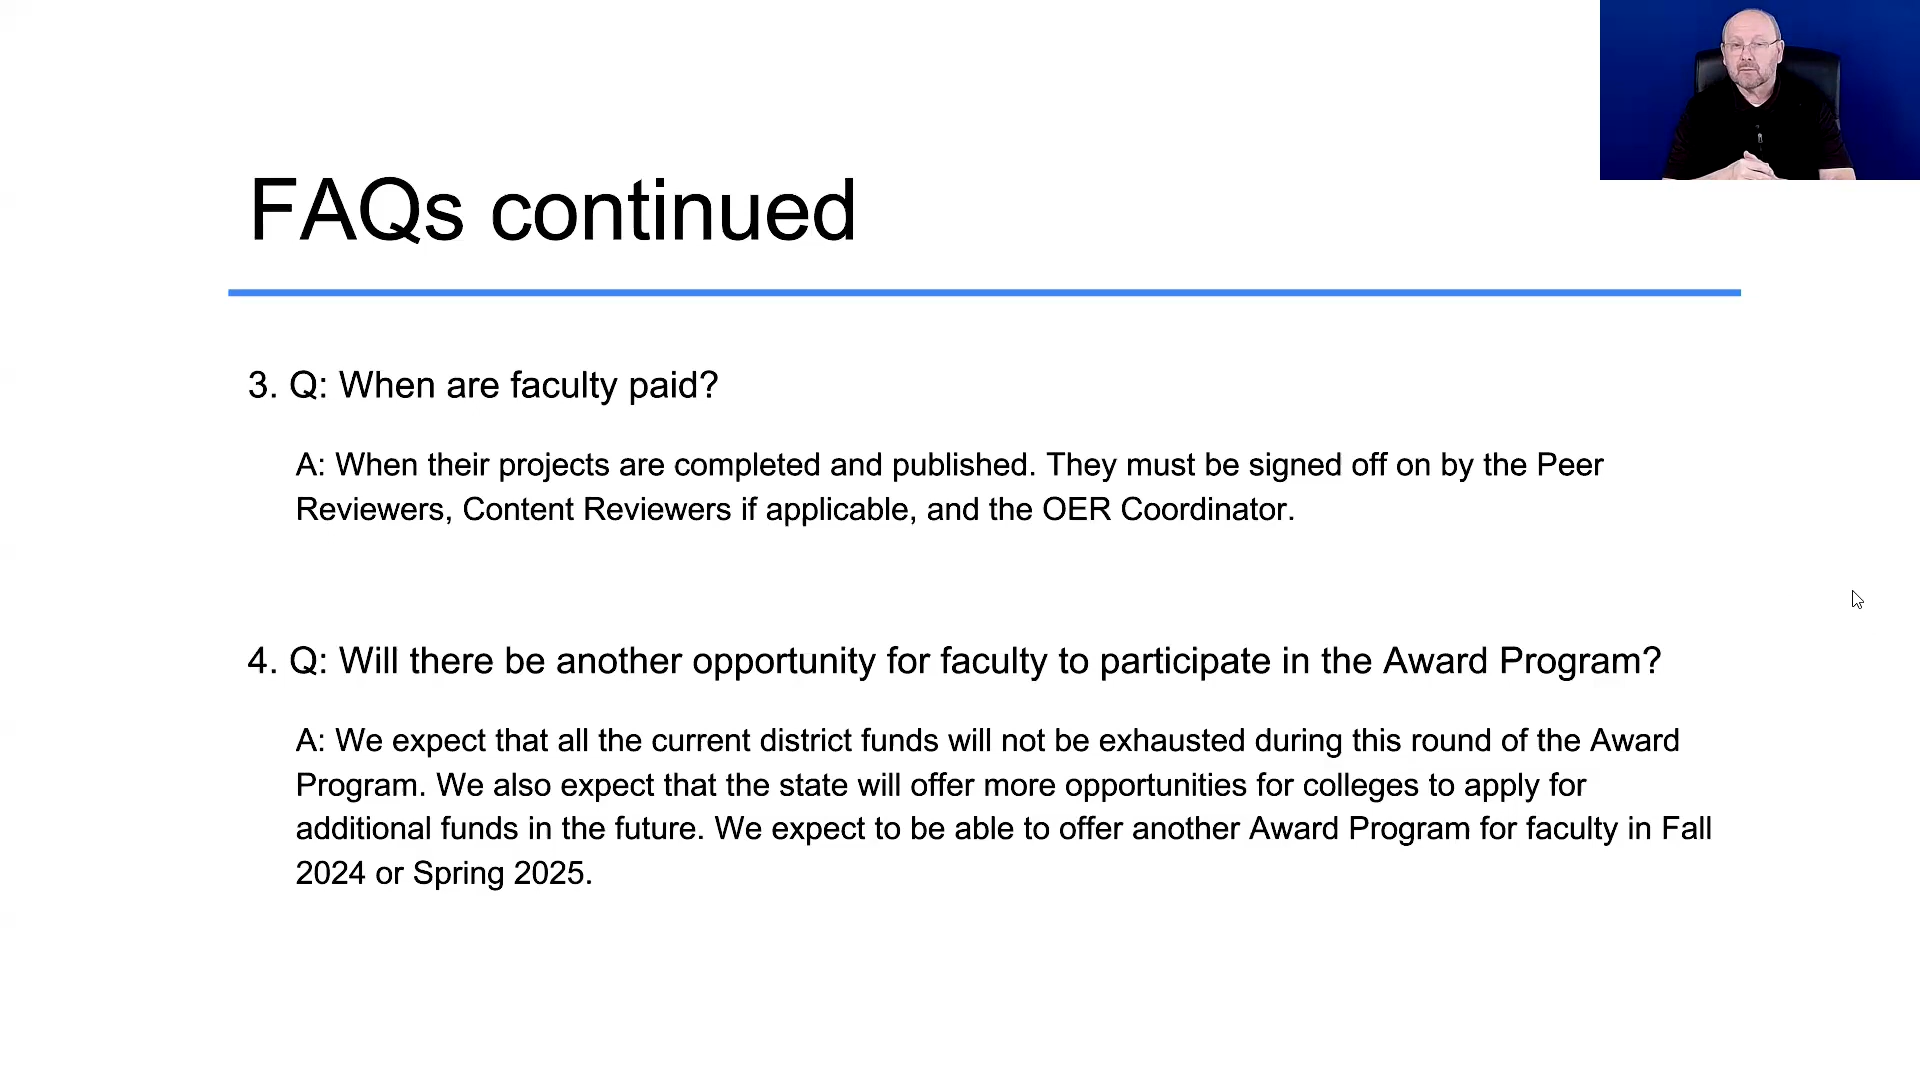 FAQs continued
3. Q: When are faculty paid?
A: When their projects are completed and published. They must be signed off on by the Peer
Reviewers, Content Reviewers if applicable, and the OER Coordinator.
4. Q: Will there be another opportunity for faculty to participate in the Award Program?
A: We expect that all the current district funds will not be exhausted during this round of the Award
Program. We also expect that the state will offer more opportunities for colleges to apply for
additional funds in the future. We expect to be able to offer another Award Program for faculty in Fall
2024 or Spring 2025.